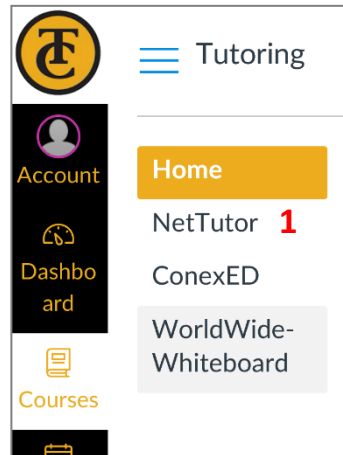 TC
Tutoring
Account
Dashbo
ard
Courses
Home
NetTutor 1
ConexED
WorldWide-
Whiteboard